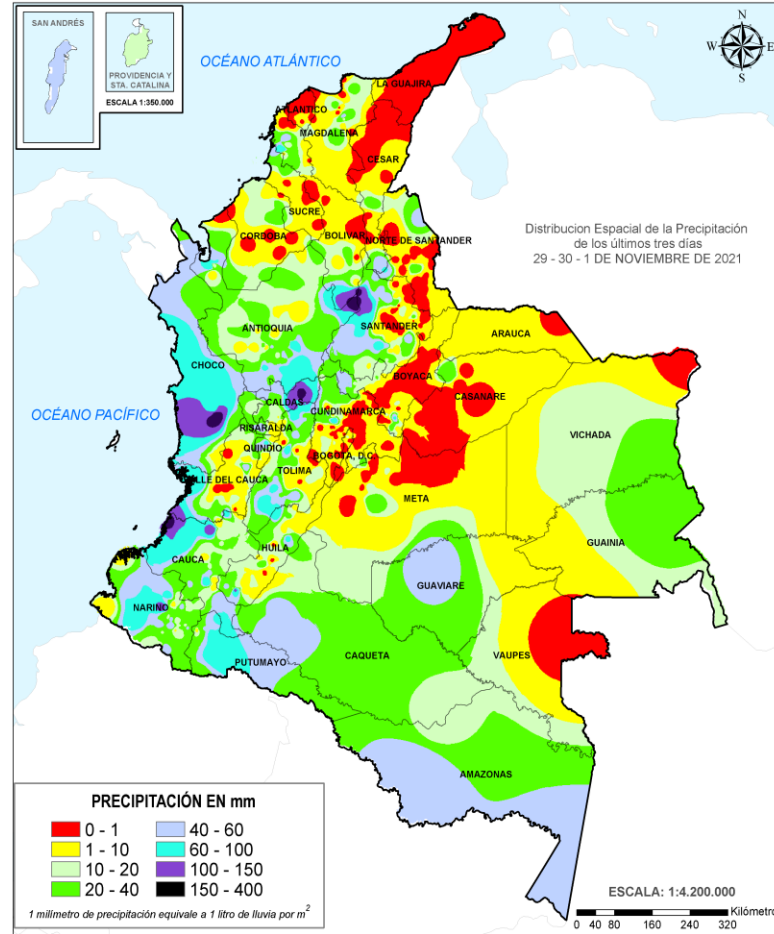 SAN ANDRÉS
PROVIDENCIA Y
STA. CATALINA
ESCALA 1:350.000
OCÉANO ATLÁNTICO
N
W
E
S
LA GUAJIRA
ATLANTICO
MAGDALENA
CESAR
SUCRE
CORDOBA
BOLIVAR
NORTE DE SANTANDER
Distribucion Espacial de la Precipitación
de los últimos tres días
29 - 30 - 1 DE NOVIEMBRE DE 2021
ANTIOQUIA
SANTANDER
ARAUCA
CHOCO
BOYACA
CASANARE
CALDAS
OCÉANO PACÍFICO
CUNDINAMARCA
RISARALDA
VICHADA
QUINDIO
BOGOTA, D.C.
TOLIMA
VALLE DEL CAUCA
META
GUAINIA
HUILA
CAUCA
GUAVIARE
NARIÑO
CAQUETA
VAUPES
PUTUMAYO
AMAZONAS
PRECIPITACIÓN EN mm
0 - 1
40 - 60
1 - 10
60 - 100
10 - 20
100 - 150
20 - 40
150 - 400
1 milímetro de precipitación equivale a 1 litro de lluvia por m²
ESCALA: 1:4.200.000
Kilómetro
0 40 80 160 240 320